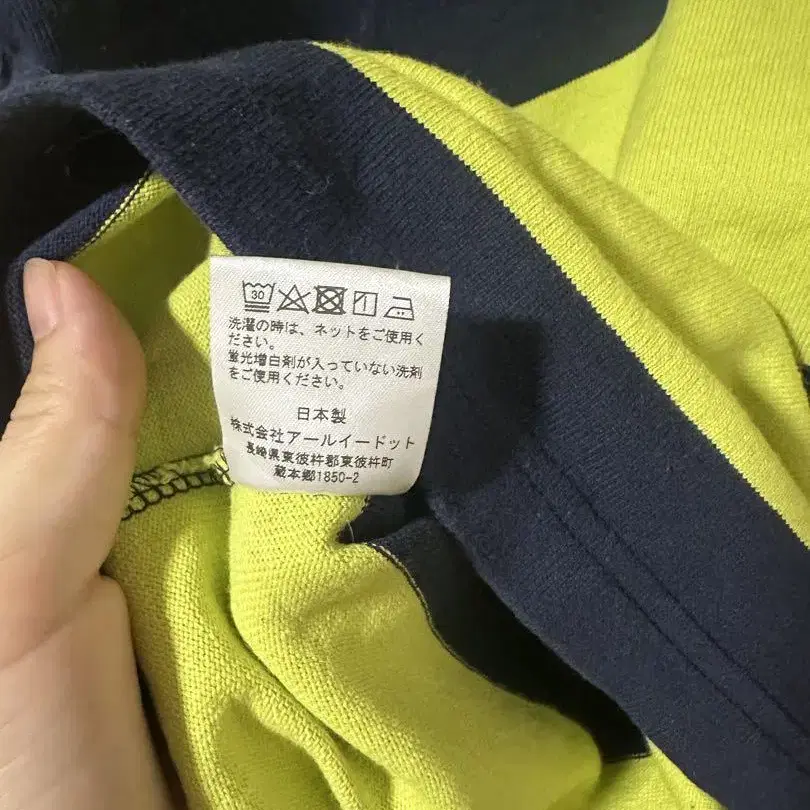 30
洗濯の時は、ネットをご使用く
ださい。
蛍光増白剤が入っていない洗剤
をご使用ください。
日本製
株式会社アールイードット
長崎県東彼杵郡東彼杵町
蔵本郷1850-2